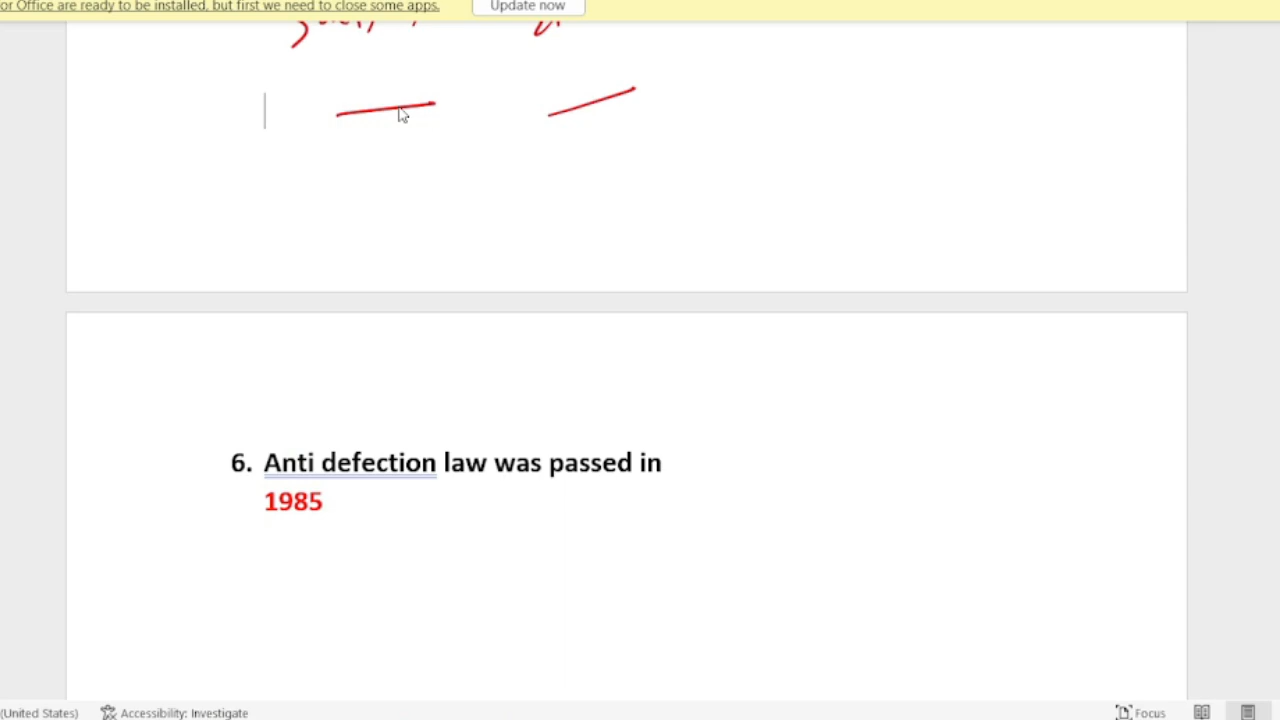 or Office are ready to be installed, but first we need to close some apps.
Update now
6. Anti defection law was passed in
1985
(United States)
Accessibility: Investigate
Focus